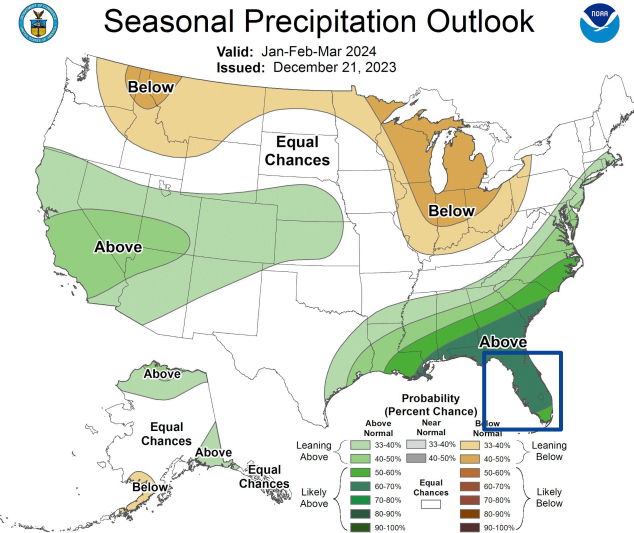 Seasonal Precipitation Outlook
NOAA
Valid: Jan-Feb-Mar 2024
Issued: December 21, 2023
Below
Equal
Chances
Below
Above
Above
Above
Equal
Chances
Above
Equal
Chances
Below
Probability
(Percent Chance)
Above
Normal
Near
Normal
Below
Normal
Leaning
Above
33-40%
33-40%
33-40%
Leaning
Below
40-50%
40-50%
40-50%
Likely
Above
50-60%
50-60%
Likely
Below
60-70%
60-70%
70-80%
70-80%
80-90%
80-90%
90-100%
90-100%
Equal
Chances